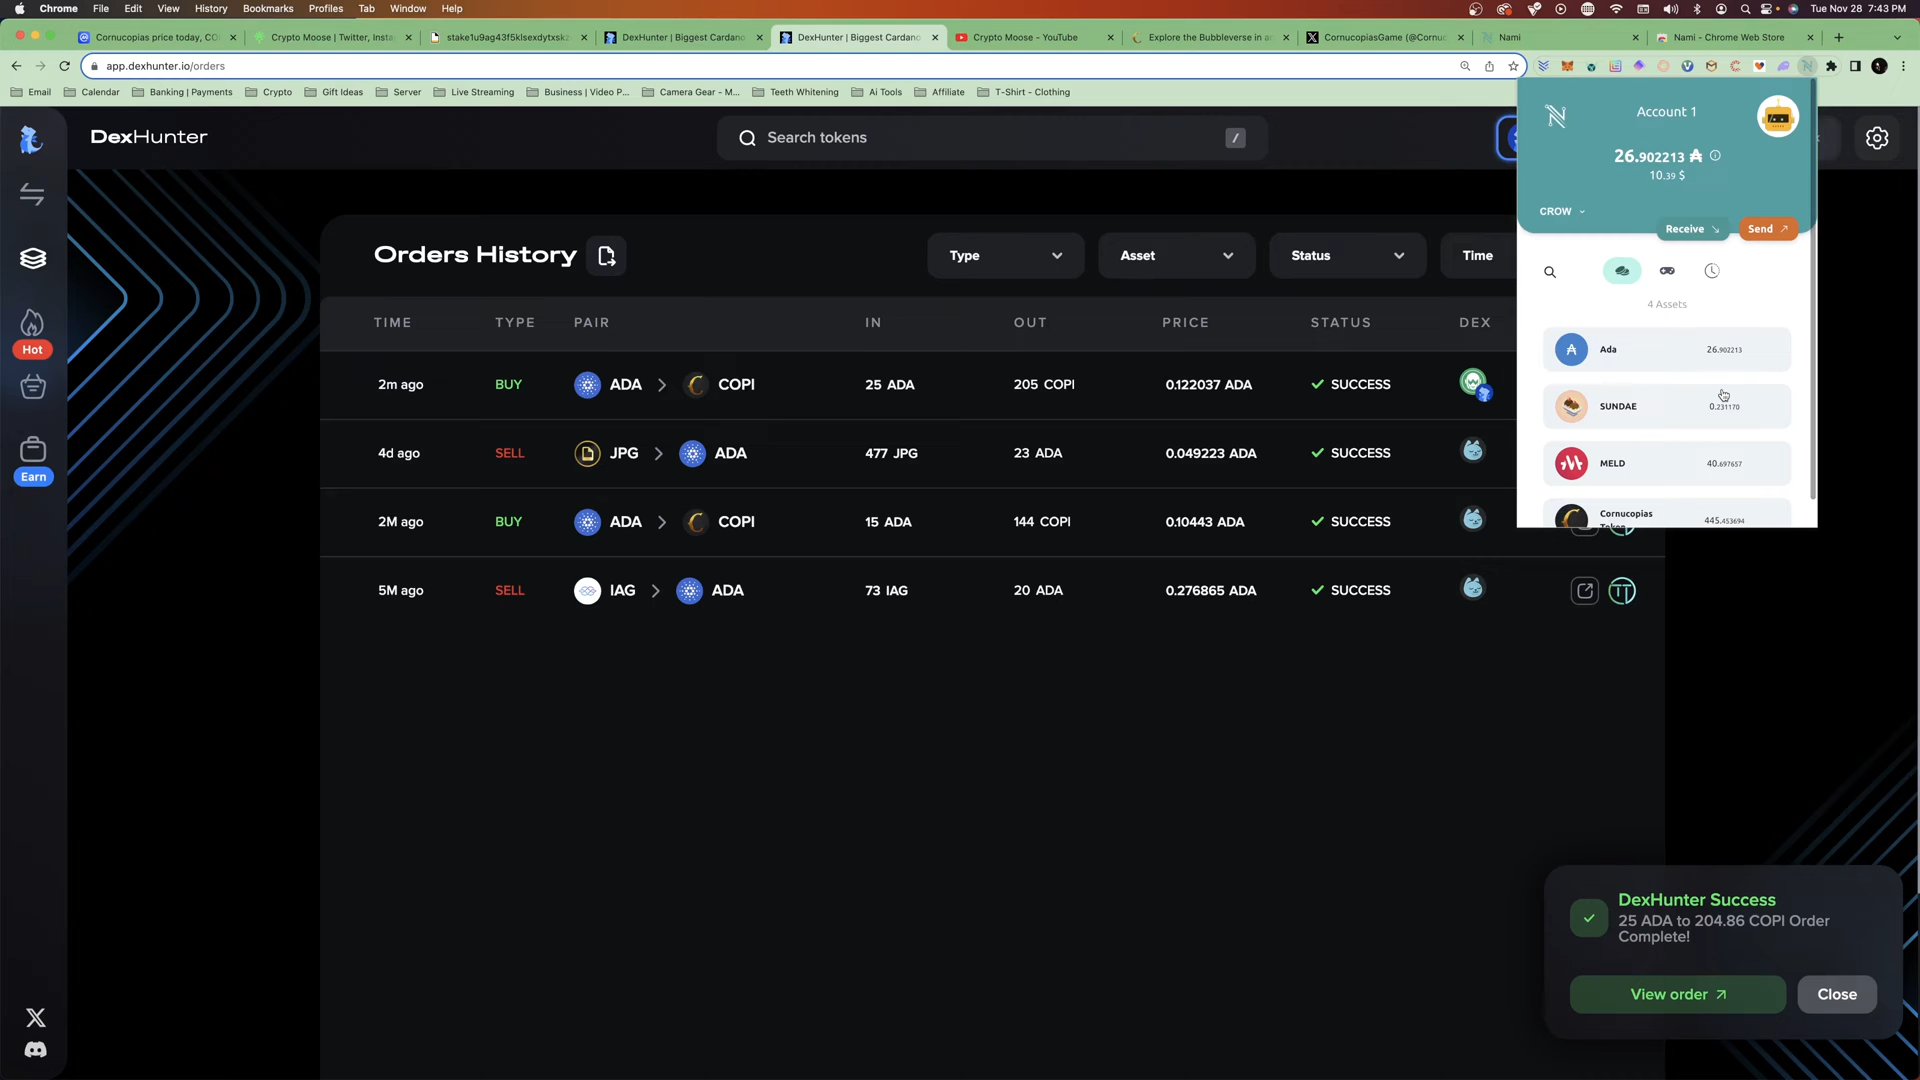 Chrome File Edit View History Bookmarks Profiles Tab Window Help
Tue Nov 28 7:43 PM
Cornucopias price today, CO
Crypto Moose | Twitter, Insta
stake1u9ag43f5klsexdytxskz
DexHunter | Biggest Cardano
DexHunter | Biggest Cardano
Crypto Moose - YouTube
Explore the Bubbleverse in a
CornucopiasGame (@Cornuc
Nami
Nami - Chrome Web Store
app.dexhunter.io/orders
Email
Calendar
Banking | Payments
Crypto
Gift Ideas
Server
Live Streaming
Business | Video P...
Camera Gear - M...
Teeth Whitening
Ai Tools
Affiliate
T-Shirt - Clothing
DexHunter
Search tokens
/
Hot
Earn
Orders History
Type
Asset
Status
Time
TIME TYPE PAIR IN OUT PRICE STATUS DEX
2m ago BUY ADA > COPI 25 ADA 205 COPI 0.122037 ADA SUCCESS
4d ago SELL JPG > ADA 477 JPG 23 ADA 0.049223 ADA SUCCESS
2M ago BUY ADA > COPI 15 ADA 144 COPI 0.10443 ADA SUCCESS
5M ago SELL IAG > ADA 73 IAG 20 ADA 0.276865 ADA SUCCESS
Account 1
26.902213 ₳
10.39 $
CROW
Receive
Send
4 Assets
Ada 26.902213
SUNDAE 0.231170
MELD 40.697657
Cornucopias
Token
445.453694
DexHunter Success
25 ADA to 204.86 COPI Order
Complete!
View order
Close